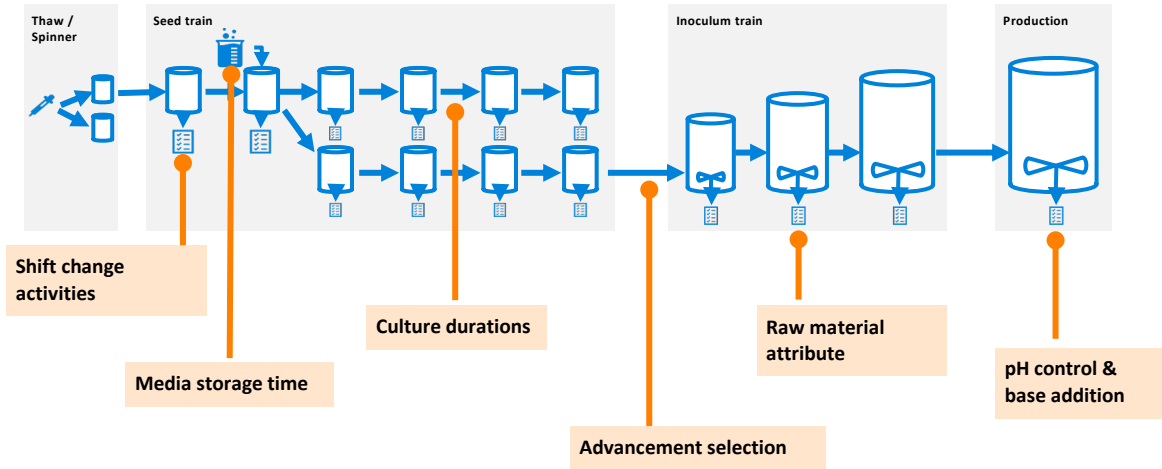 Thaw /
Spinner
Seed train
Inoculum train
Production
Shift change
activities
Media storage time
Culture durations
Advancement selection
Raw material
attribute
pH control &
base addition